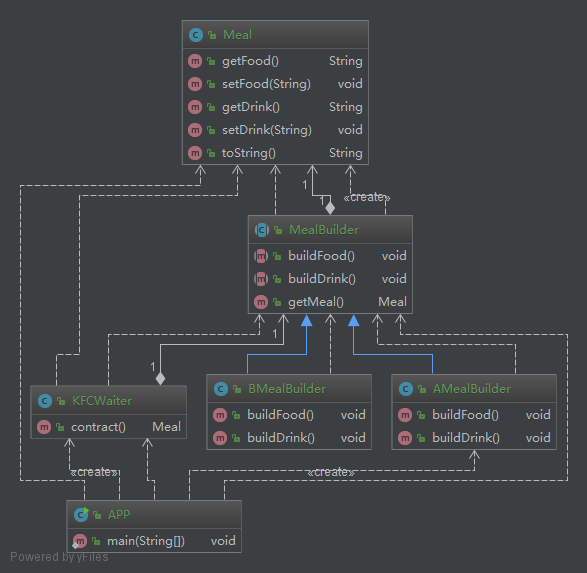 Meal
getFood() String
setFood(String) void
getDrink() String
setDrink(String) void
toString() String
1
1
«create»
MealBuilder
buildFood() void
buildDrink() void
getMeal() Meal
1
1
KFCWaiter
contract() Meal
BMealBuilder
buildFood() void
buildDrink() void
AMealBuilder
buildFood() void
buildDrink() void
«create»
«create»
APP
main(String[]) void
Powered by yFiles